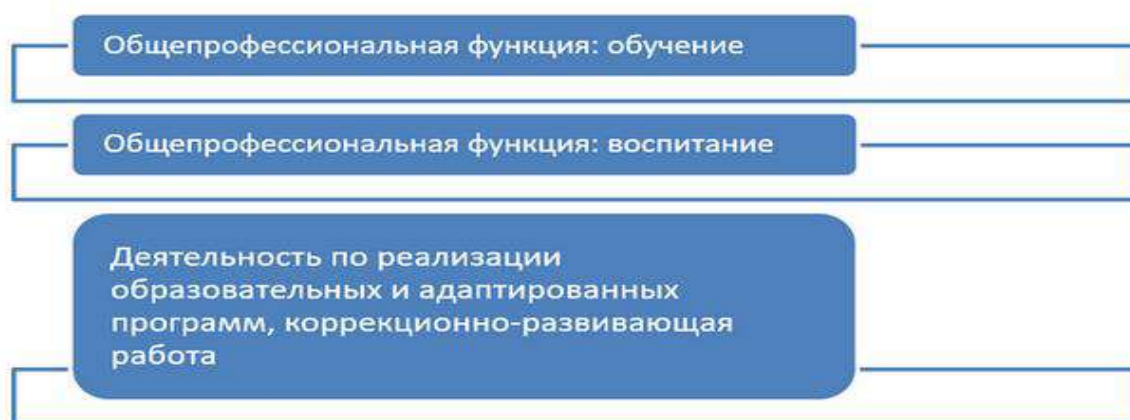 Общепрофессиональная функция: обучение
Общепрофессиональная функция: воспитание
Деятельность по реализации
образовательных и адаптированных
программ, коррекционно-развивающая
работа